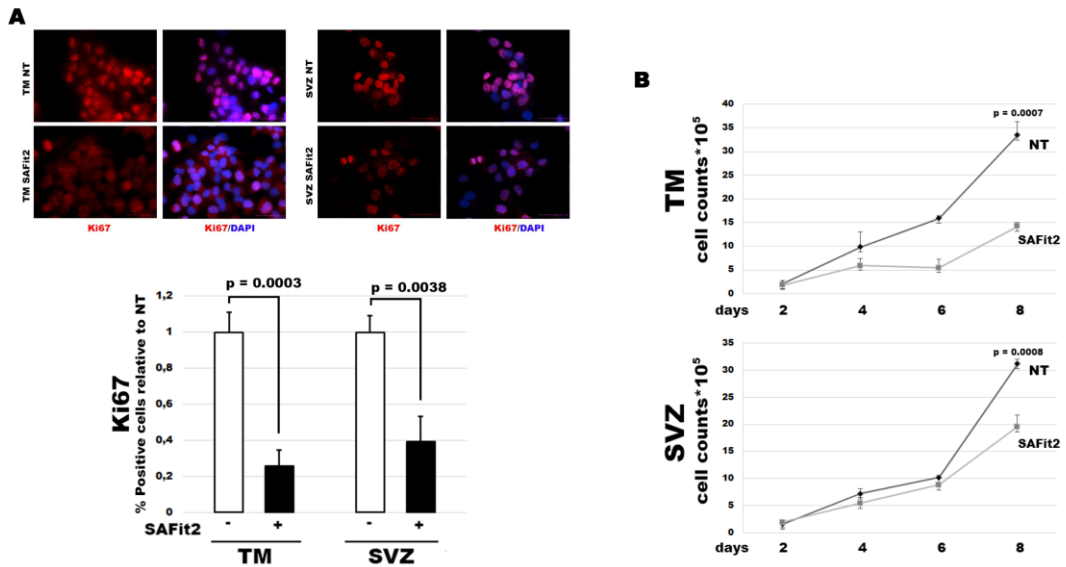 A
TM NT
TM SAFit2
Ki67
Ki67/DAPI
SVZ NT
SVZ SAFit2
Ki67
Ki67/DAPI
Ki67
% Positive cells relative to NT
1,2
1
0,8
0,6
0,4
0,2
0
p = 0.0003
p = 0.0038
SAFit2
-
+
-
+
TM
SVZ
B
TM
cell counts*10⁵
40
35
30
25
20
15
10
5
0
p = 0.0007
NT
SAFit2
days
2
4
6
8
SVZ
cell counts*10⁵
35
30
25
20
15
10
5
0
p = 0.0008
NT
SAFit2
days
2
4
6
8